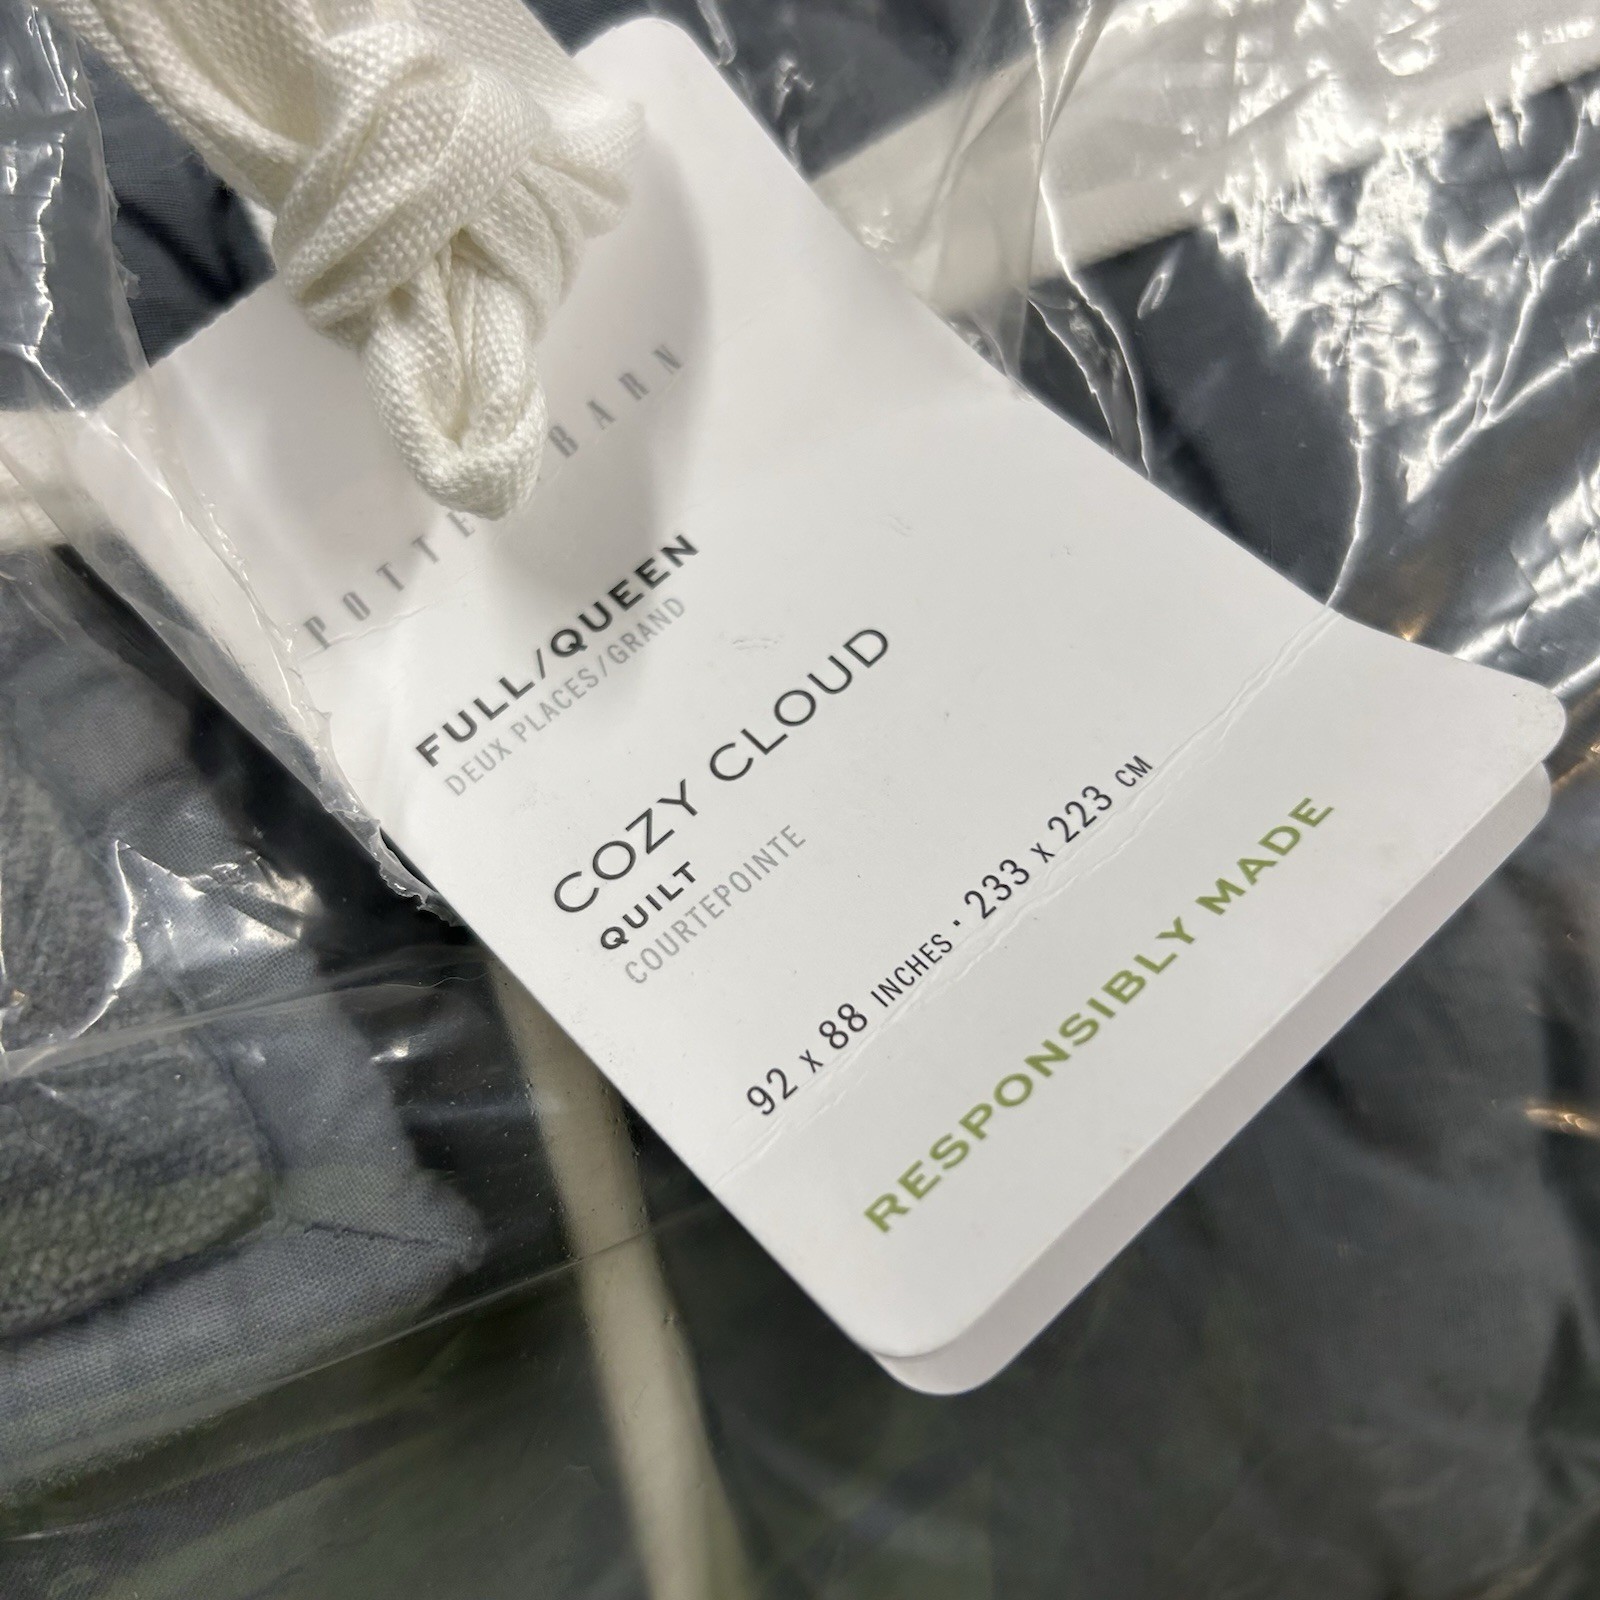 POTTE BARN
FULL/QUEEN
DEUX PLACES/GRAND
COZY CLOUD
QUILT
COURTEPOINTE
92 x 88 INCHES · 233 x 223 CM
RESPONSIBLY MADE